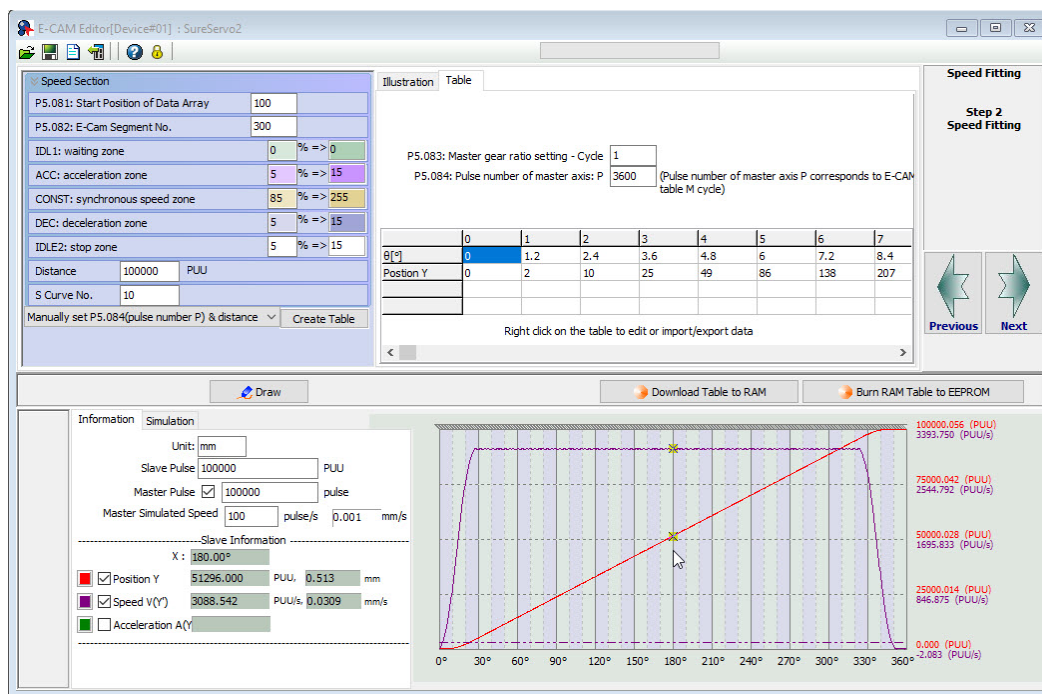 E-CAM Editor[Device#01] : SureServo2
Speed Section
P5.081: Start Position of Data Array 100
P5.082: E-Cam Segment No. 300
IDL1: waiting zone 0 % => 0
ACC: acceleration zone 5 % => 15
CONST: synchronous speed zone 85 % => 255
DEC: deceleration zone 5 % => 15
IDLE2: stop zone 5 % => 15
Distance 100000 PUU
S Curve No. 10
Manually set P5.084(pulse number P) & distance Create Table
Illustration Table
P5.083: Master gear ratio setting - Cycle 1
P5.084: Pulse number of master axis: P 3600 (Pulse number of master axis P corresponds to E-CAM
table M cycle)
0 1 2 3 4 5 6 7
θ[°] 0 1.2 2.4 3.6 4.8 6 7.2 8.4
Postion Y 0 2 10 25 49 86 138 207
Right click on the table to edit or import/export data
Speed Fitting
Step 2
Speed Fitting
Previous Next
Draw Download Table to RAM Burn RAM Table to EEPROM
Information Simulation
Unit: mm
Slave Pulse 100000 PUU
Master Pulse 100000 pulse
Master Simulated Speed 100 pulse/s 0.001 mm/s
Slave Information
X : 180.00°
Position Y 51296.000 PUU, 0.513 mm
Speed V(Y') 3088.542 PUU/s, 0.0309 mm/s
Acceleration A(Y
100000.056 (PUU)
3393.750 (PUU/s)
75000.042 (PUU)
2544.792 (PUU/s)
50000.028 (PUU)
1695.833 (PUU/s)
25000.014 (PUU)
846.875 (PUU/s)
0.000 (PUU)
-2.083 (PUU/s)
0° 30° 60° 90° 120° 150° 180° 210° 240° 270° 300° 330° 360°